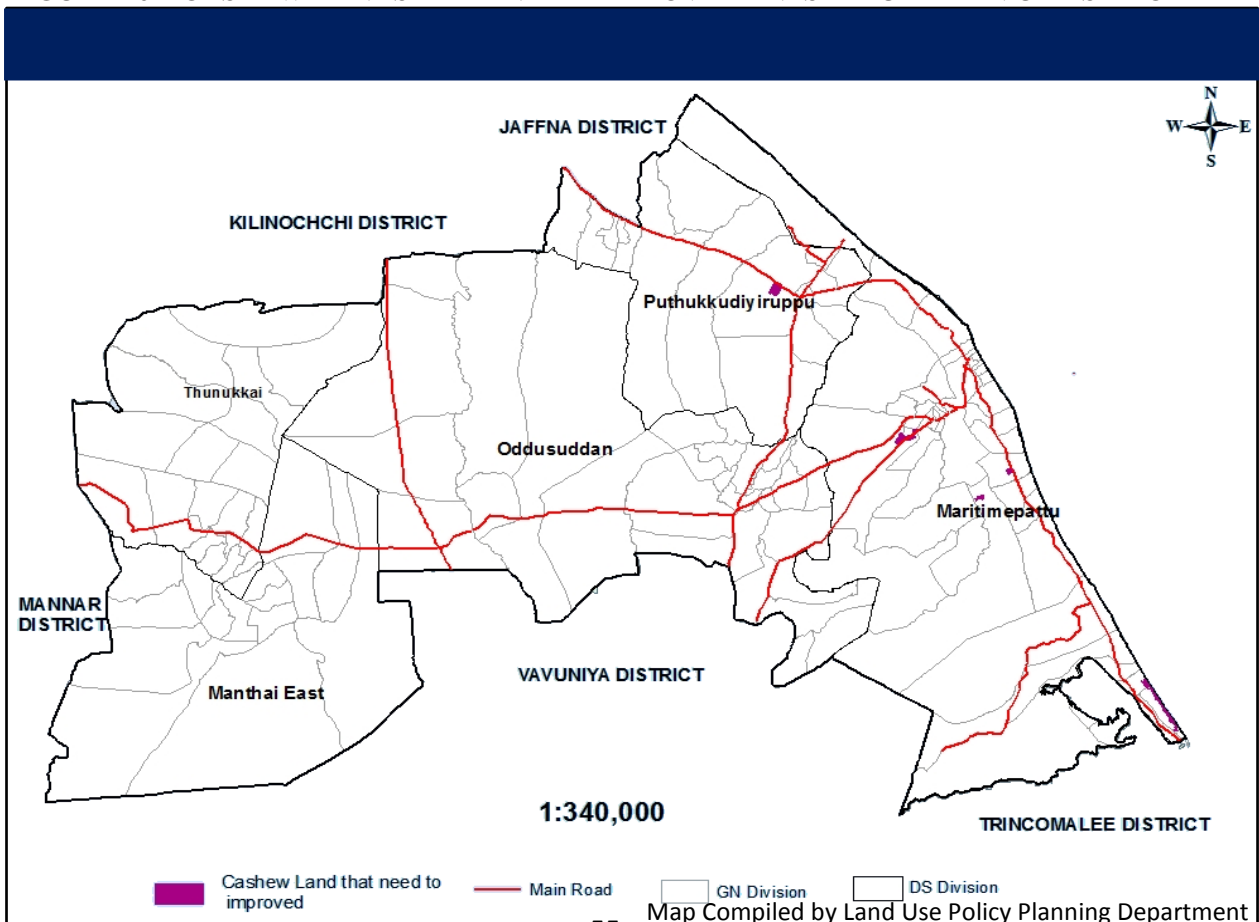 N
W E
S
JAFFNA DISTRICT
KILINOCHCHI DISTRICT
Puthukkudiyiruppu
Thunukkai
Oddusuddan
Maritimepattu
MANNAR
DISTRICT
VAVUNIYA DISTRICT
Manthai East
1:340,000
TRINCOMALEE DISTRICT
Cashew Land that need to
improved
Main Road
GN Division
DS Division
Map Compiled by Land Use Policy Planning Department